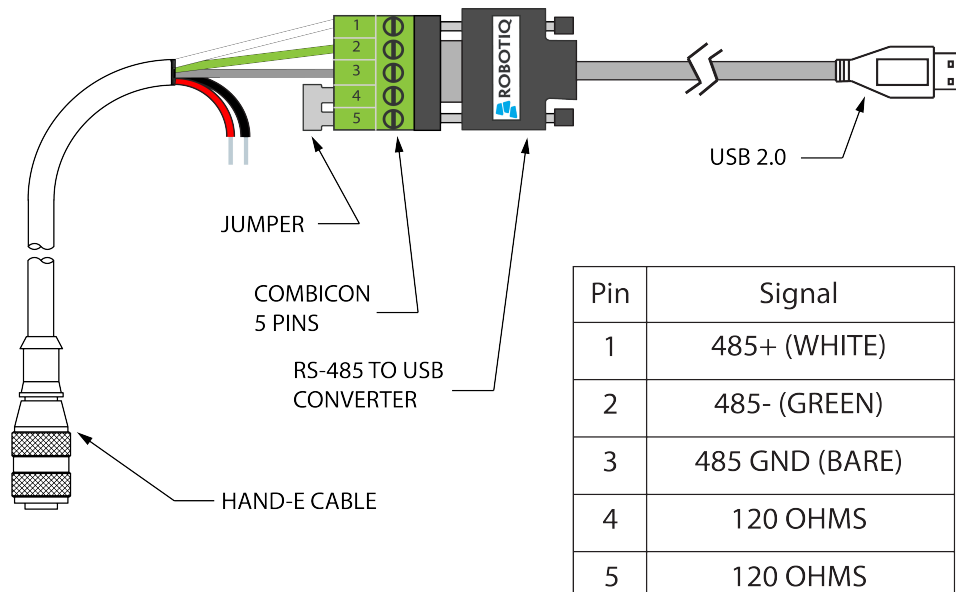 1
2
3
4
5
ROBOTIQ
USB 2.0
JUMPER
COMBICON
5 PINS
RS-485 TO USB
CONVERTER
HAND-E CABLE
Pin Signal
1 485+ (WHITE)
2 485- (GREEN)
3 485 GND (BARE)
4 120 OHMS
5 120 OHMS